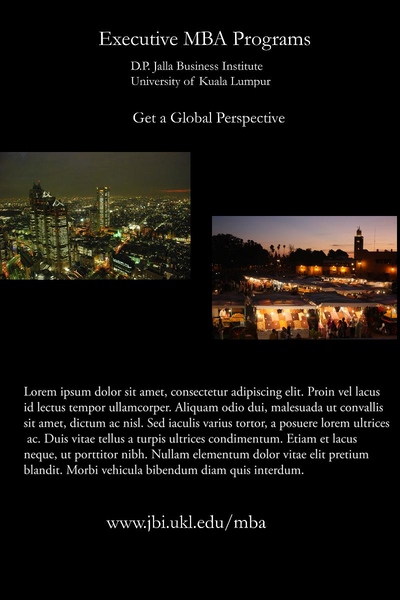 Executive MBA Programs
D.P. Jalla Business Institute
University of Kuala Lumpur
Get a Global Perspective
Lorem ipsum dolor sit amet, consectetur adipiscing elit. Proin vel lacus
id lectus tempor ullamcorper. Aliquam odio dui, malesuada ut convallis
sit amet, dictum ac nisl. Sed iaculis varius tortor, a posuere lorem ultrices
ac. Duis vitae tellus a turpis ultrices condimentum. Etiam et lacus
neque, ut porttitor nibh. Nullam elementum dolor vitae elit pretium
blandit. Morbi vehicula bibendum diam quis interdum.
www.jbi.ukl.edu/mba